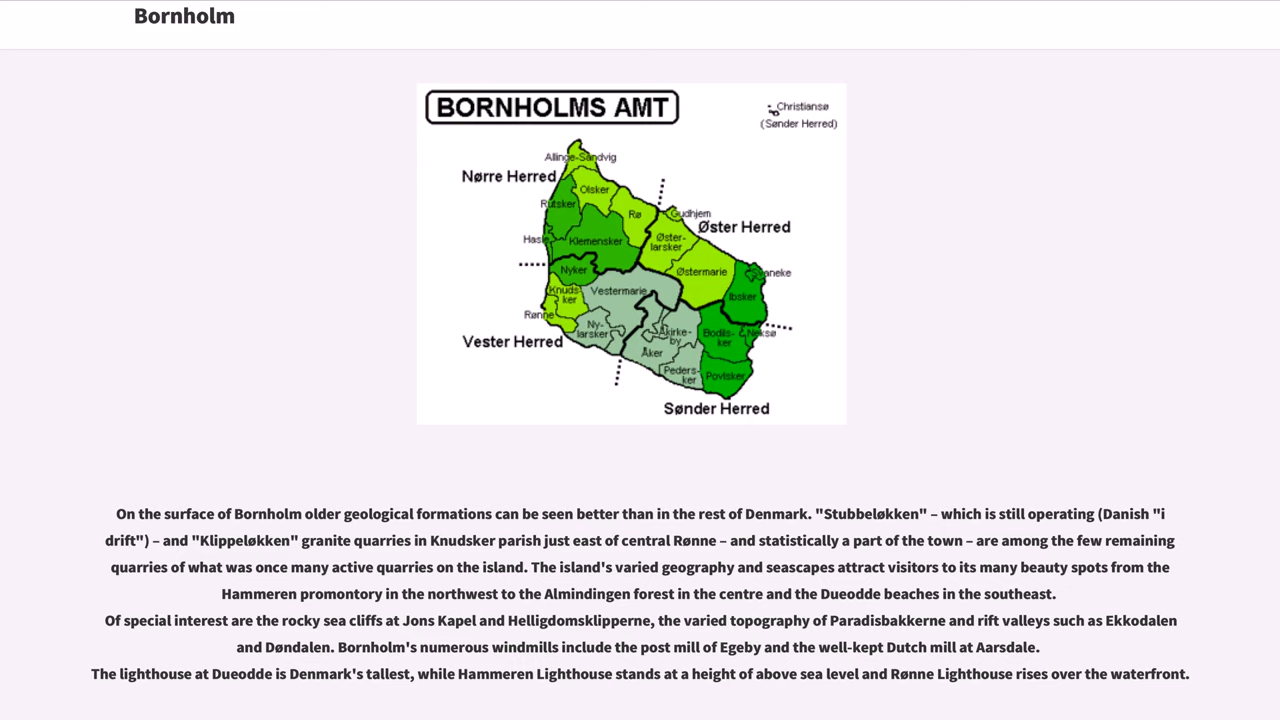 Bornholm
BORNHOLMS AMT
Christiansø
(Sønder Herred)
Allinge-Sandvig
Nørre Herred
Olsker
Rutsker
Rø
Gudhjem
Øster Herred
Hasle
Klemensker
Øster-
larsker
Nyker
Østermarie
Svaneke
Knuds-
ker
Vestermarie
Ibsker
Rønne
Ny-
larsker
Åkirke-
by
Bodils-
ker
Neksø
Vester Herred
Åker
Peders-
ker
Povlsker
Sønder Herred
On the surface of Bornholm older geological formations can be seen better than in the rest of Denmark. "Stubbeløkken" – which is still operating (Danish "i
drift") – and "Klippeløkken" granite quarries in Knudsker parish just east of central Rønne – and statistically a part of the town – are among the few remaining
quarries of what was once many active quarries on the island. The island's varied geography and seascapes attract visitors to its many beauty spots from the
Hammeren promontory in the northwest to the Almindingen forest in the centre and the Dueodde beaches in the southeast.
Of special interest are the rocky sea cliffs at Jons Kapel and Helligdomsklipperne, the varied topography of Paradisbakkerne and rift valleys such as Ekkodalen
and Døndalen. Bornholm's numerous windmills include the post mill of Egeby and the well-kept Dutch mill at Aarsdale.
The lighthouse at Dueodde is Denmark's tallest, while Hammeren Lighthouse stands at a height of above sea level and Rønne Lighthouse rises over the waterfront.